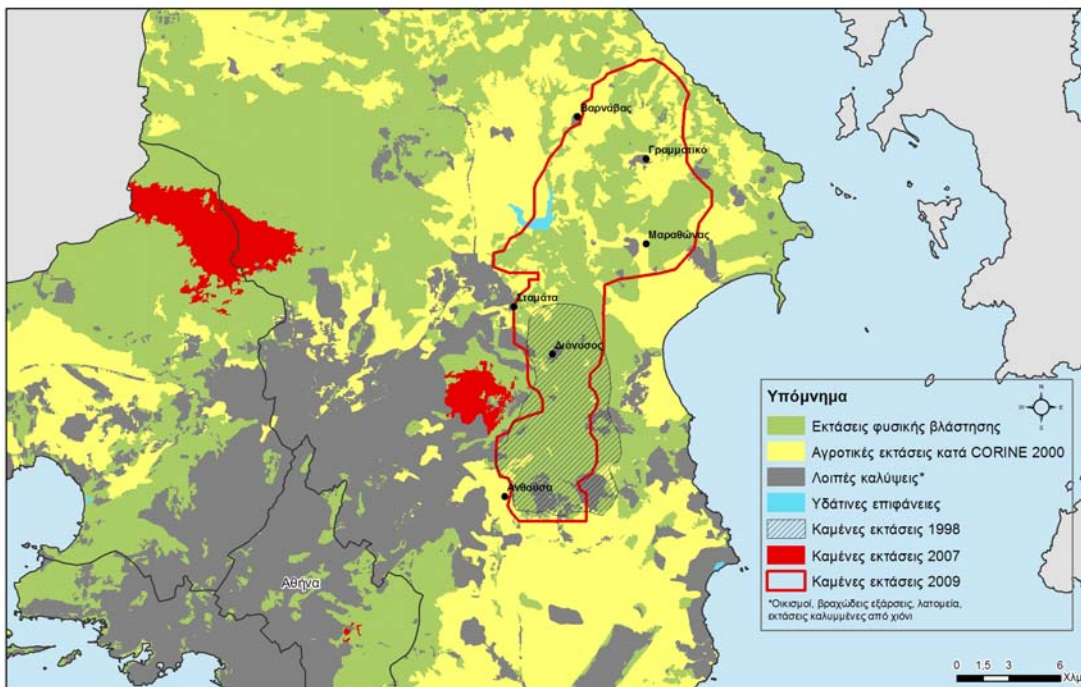 Βαρνάβας
Γραμματικό
Μαραθώνας
Σταμάτα
Διόνυσος
Ανθούσα
Αθήνα
Υπόμνημα
Εκτάσεις φυσικής βλάστησης
Αγροτικές εκτάσεις κατά CORINE 2000
Λοιπές καλύψεις*
Υδάτινες επιφάνειες
Καμένες εκτάσεις 1998
Καμένες εκτάσεις 2007
Καμένες εκτάσεις 2009
*Οικισμοί, βραχώδεις εξάρσεις, λατομεία,
εκτάσεις καλυμμένες από χιόνι
N
W E
S
0 1,5 3 6
Χλμ